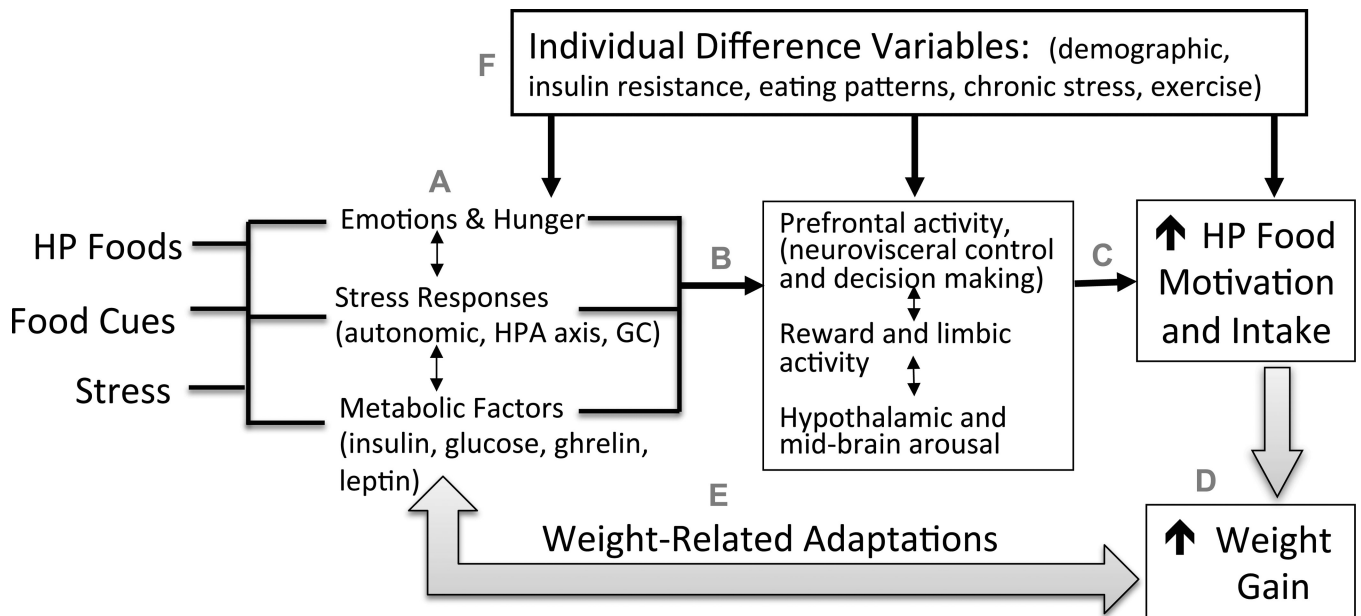 F
Individual Difference Variables: (demographic,
insulin resistance, eating patterns, chronic stress, exercise)
HP Foods
Food Cues
Stress
A
Emotions & Hunger
Stress Responses
(autonomic, HPA axis, GC)
Metabolic Factors
(insulin, glucose, ghrelin,
leptin)
B
Prefrontal activity,
(neurovisceral control
and decision making)
Reward and limbic
activity
Hypothalamic and
mid-brain arousal
C
HP Food
Motivation
and Intake
D
Weight
Gain
E
Weight-Related Adaptations